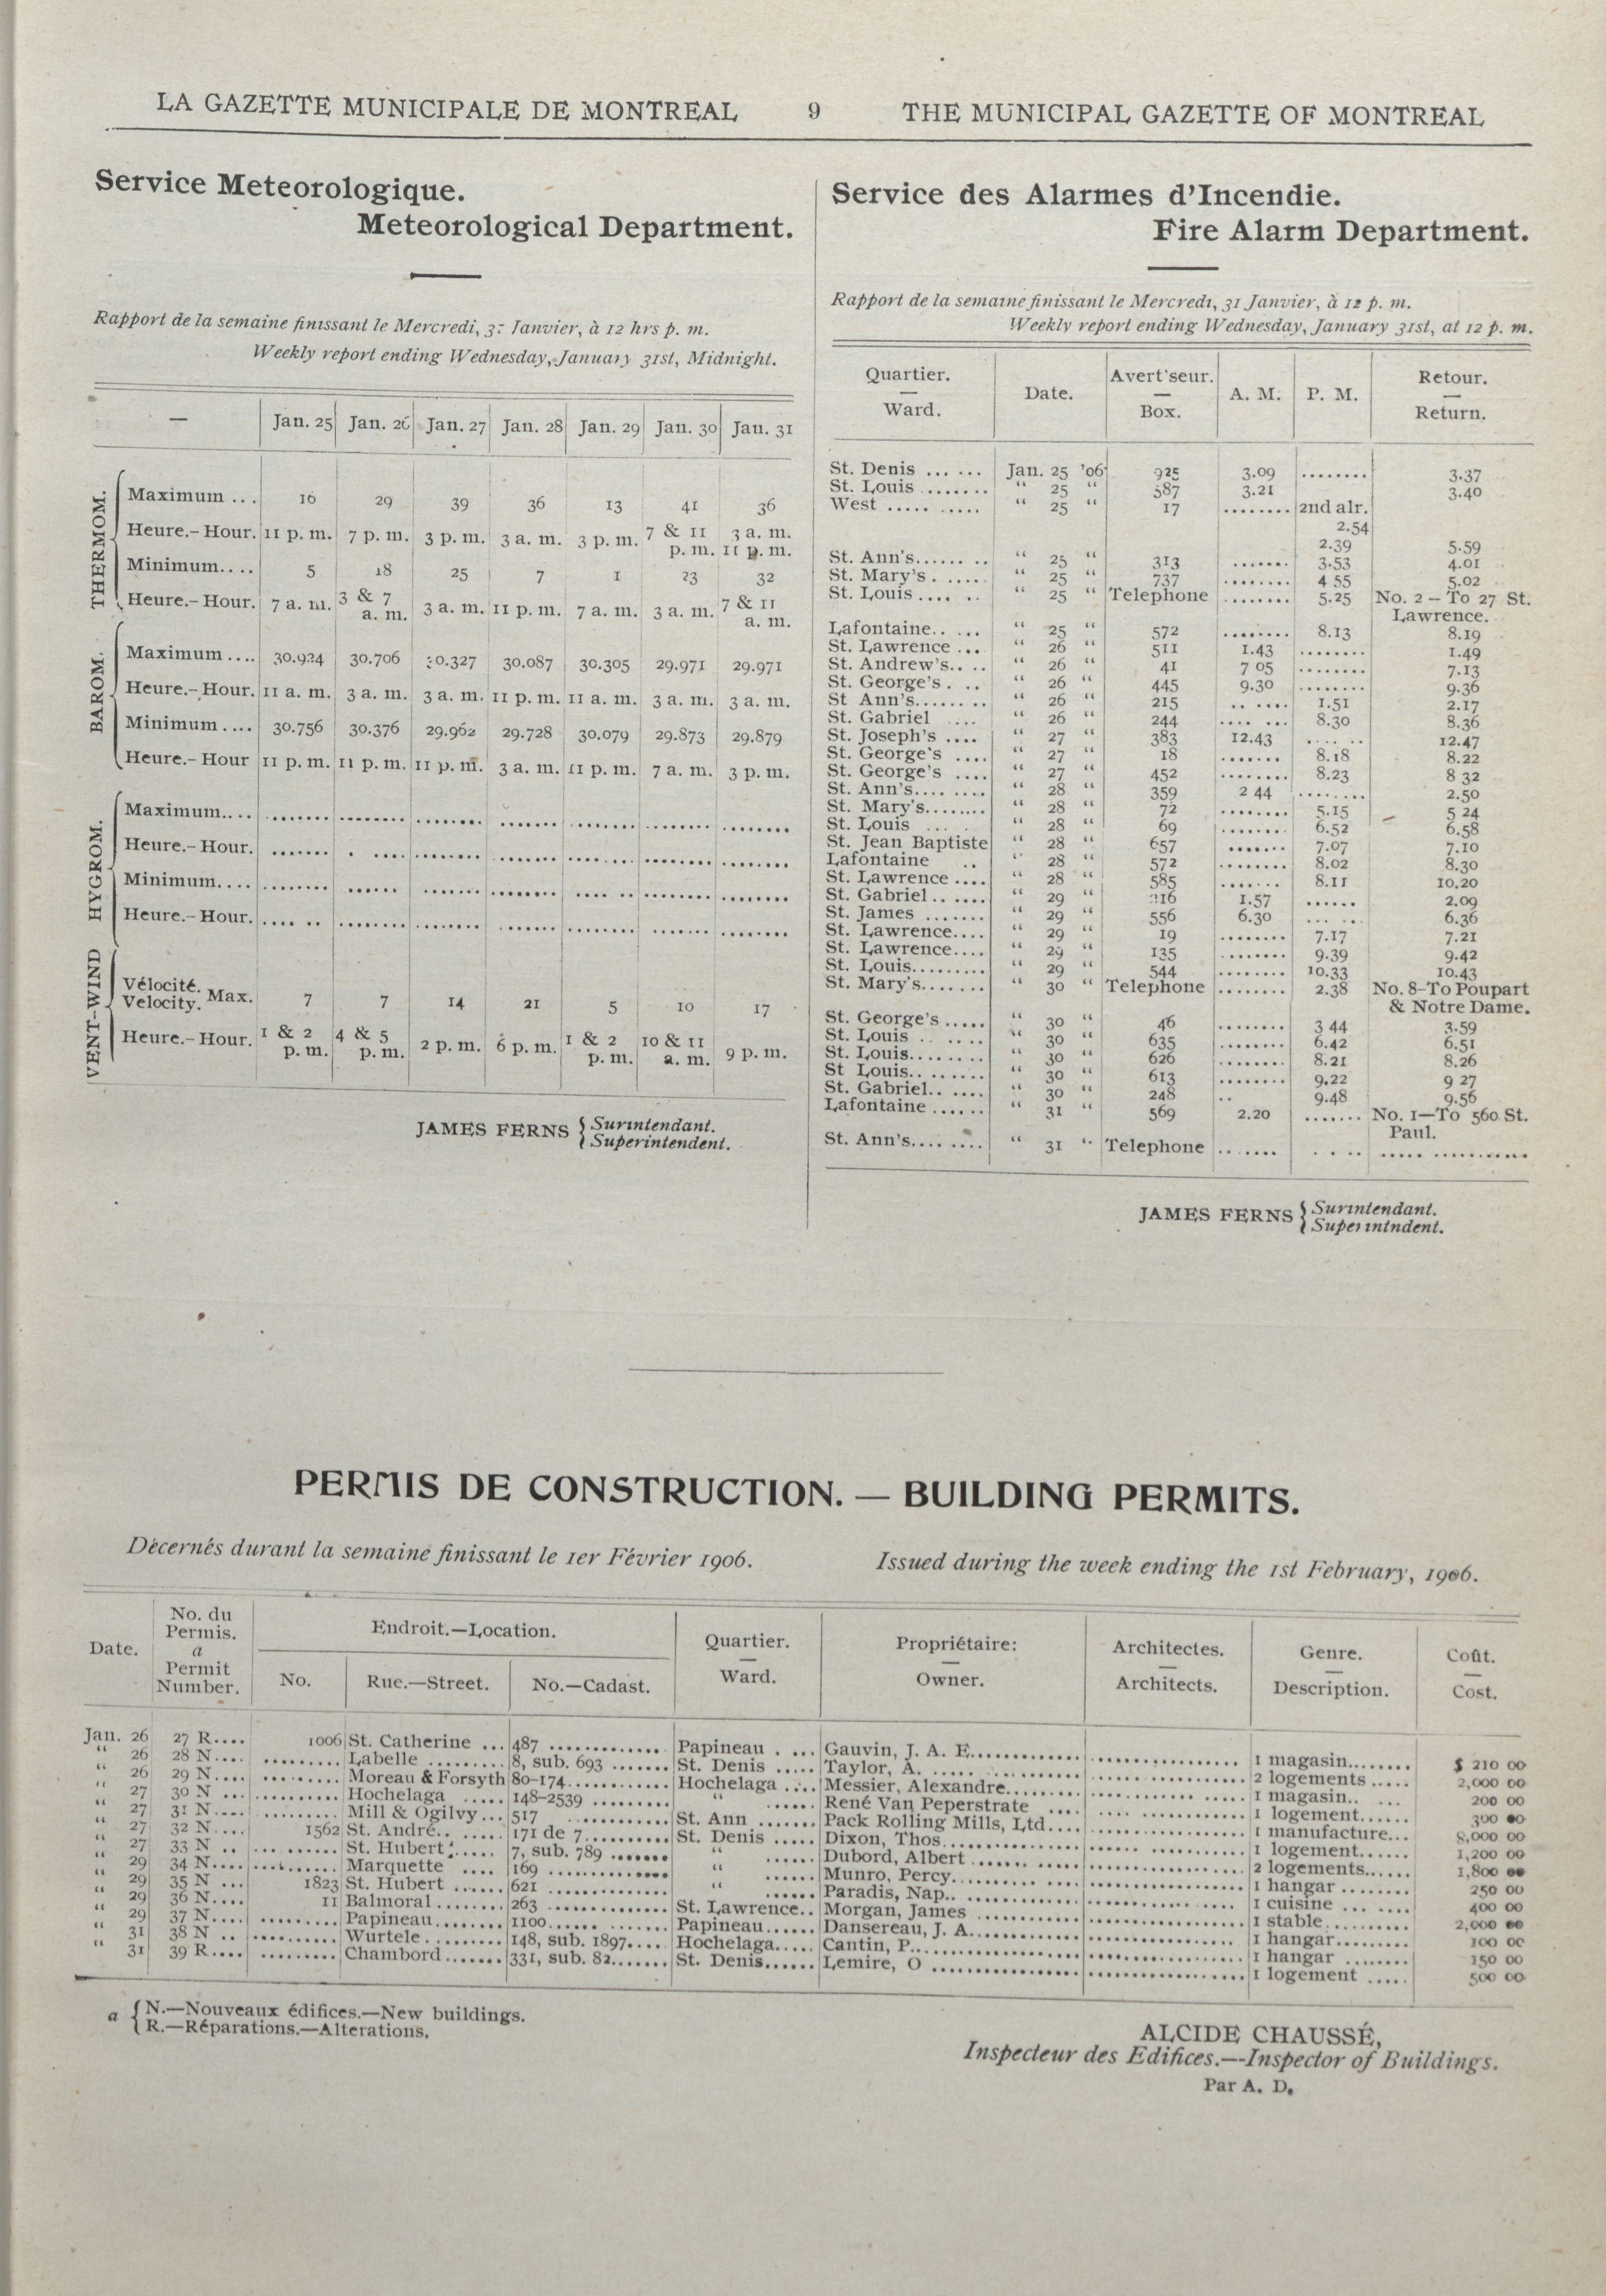 LA GAZETTE MUNICIPALE DE MONTREAL 9 THE MUNICIPAL GAZETTE OF MONTREAL
Service Meteorologique.
Meteorological Department.
Rapport de la semaine finissant le Mercredi, 31 Janvier, à 12 hrs p. m.
Weekly report ending Wednesday, January 31st, Midnight.
— Jan. 25 Jan. 26 Jan. 27 Jan. 28 Jan. 29 Jan. 30 Jan. 31
THERMOM.
Maximum ... 10 29 39 36 13 41 36
Heure.-Hour. 11 p. m. 7 p. m. 3 p. m. 3 a. m. 3 p. m. 7 & 11 p. m. 3 a. m. 11 p. m.
Minimum.... 5 18 25 7 1 23 32
Heure.-Hour. 7 a. m. 3 & 7 a. m. 3 a. m. 11 p. m. 7 a. m. 3 a. m. 7 & 11 a. m.
BAROM.
Maximum .... 30.924 30.706 30.327 30.087 30.305 29.971 29.971
Heure.-Hour. 11 a. m. 3 a. m. 3 a. m. 11 p. m. 11 a. m. 3 a. m. 3 a. m.
Minimum .... 30.756 30.376 29.962 29.728 30.079 29.873 29.879
Heure.-Hour 11 p. m. 11 p. m. 11 p. m. 3 a. m. 11 p. m. 7 a. m. 3 p. m.
HYGROM.
Maximum.... ........ ........ ........ ........ ........ ........ ........
Heure.-Hour. ....... . .... ........ ....... ........ ........ ........
Minimum.... ........ ...... ....... ........ .... .. ........ ........
Heure.-Hour. .... .. ........ ........ ....... ........ ....... ........
VENT-WIND
Vélocité.
Velocity. Max. 7 7 14 21 5 10 17
Heure.-Hour. 1 & 2 p. m. 4 & 5 p. m. 2 p. m. 6 p. m. 1 & 2 p. m. 10 & 11 a. m. 9 p. m.
JAMES FERNS { Surintendant.
Superintendent.
Service des Alarmes d'Incendie.
Fire Alarm Department.
Rapport de la semaine finissant le Mercredi, 31 Janvier, à 12 p. m.
Weekly report ending Wednesday, January 31st, at 12 p. m.
Quartier. — Ward. Date. Avert'seur. — Box. A. M. P. M. Retour. — Return.
St. Denis ...... Jan. 25 '06 925 3.09 ........ 3.37
St. Louis ........ " 25 " 587 3.21 3.40
West ..... ..... " 25 " 17 ........ 2nd alr.
2.54
2.39 5.59
St. Ann's....... .. " 25 " 313 ....... 3.53 4.01
St. Mary's . ..... " 25 " 737 ........ 4 55 5.02
St. Louis .... .. " 25 " Telephone ........ 5.25 No. 2 – To 27 St.
Lawrence.
Lafontaine.. ... " 25 " 572 ........ 8.13 8.19
St. Lawrence ... " 26 " 511 1.43 ........ 1.49
St. Andrew's.. .. " 26 " 41 7 05 ........ 7.13
St. George's . .. " 26 " 445 9.30 ........ 9.36
St Ann's....... .. " 26 " 215 .. .... 1.51 2.17
St. Gabriel .... " 26 " 244 .... ... 8.30 8.36
St. Joseph's .... " 27 " 383 12.43 .... .. 12.47
St. George's .... " 27 " 18 ....... 8.18 8.22
St. George's .... " 27 " 452 ........ 8.23 8 32
St. Ann's.... ..... " 28 " 359 2 44 ........ 2.50
St. Mary's........ " 28 " 72 ........ 5.15 5 24
St. Louis .... " 28 " 69 ........ 6.52 6.58
St. Jean Baptiste " 28 " 657 ....... 7.07 7.10
Lafontaine .. " 28 " 572 ........ 8.02 8.30
St. Lawrence .... " 28 " 585 ....... 8.11 10.20
St. Gabriel.. .... " 29 " 216 1.57 ...... 2.09
St. James ....... " 29 " 556 6.30 ... .. 6.36
St. Lawrence.... " 29 " 19 ........ 7.17 7.21
St. Lawrence.... " 29 " 135 ........ 9.39 9.42
St. Louis......... " 29 " 544 ........ 10.33 10.43
St. Mary's....... " 30 " Telephone ........ 2.38 No. 8-To Poupart
& Notre Dame.
St. George's ..... " 30 " 46 ........ 3 44 3.59
St. Louis .. .... " 30 " 635 ........ 6.42 6.51
St. Louis........ " 30 " 626 ........ 8.21 8.26
St Louis.. ....... " 30 " 613 ........ 9.22 9 27
St. Gabriel.. .... " 30 " 248 .. 9.48 9.56
Lafontaine ...... " 31 " 569 2.20 ....... No. 1—To 560 St.
Paul.
St. Ann's.... .... " 31 " Telephone .. ..... . . .. ..... ...........
JAMES FERNS { Surintendant.
Superintndent.
PERMIS DE CONSTRUCTION. — BUILDING PERMITS.
Décernés durant la semaine finissant le 1er Février 1906. Issued during the week ending the 1st February, 1906.
Date. No. du Permis. a Permit Number. Endroit.—Location. Quartier. — Ward. Propriétaire: Owner. Architectes. — Architects. Genre. — Description. Coût. — Cost.
No. Rue.—Street. No.—Cadast.
Jan. 26 27 R.... 1006 St. Catherine ... 487 ............. Papineau . ... Gauvin, J. A. E............. ................ 1 magasin........ $ 210 00
" 26 28 N.... ......... Labelle ......... 8, sub. 693 ....... St. Denis ..... Taylor, A. ..... ........... ................ 2 logements ..... 2,000 00
" 26 29 N.... ......... Moreau & Forsyth 80-174............ Hochelaga .... Messier, Alexandre......... ................ 1 magasin.. ... 200 00
" 27 30 N ... .......... Hochelaga ..... 148-2539 ......... " ...... René Van Peperstrate .... .... ............ 1 logement...... 300 00
" 27 31 N.... ......... Mill & Ogilvy... 517 ........... St. Ann ....... Pack Rolling Mills, Ltd.... ................ 1 manufacture... 8,000 00
" 27 32 N.... 1562 St. André.. ..... 171 de 7.......... St. Denis ..... Dixon, Thos................ ................ 1 logement...... 1,200 00
" 27 33 N .. .......... St. Hubert ..... 7, sub. 789 ....... " ...... Dubord, Albert ....... ..... ................ 2 logements...... 1,800 00
" 29 34 N.... .......... Marquette .... 169 ............. " ...... Munro, Percy............... ................ 1 hangar ........ 250 00
" 29 35 N ... 1823 St. Hubert ...... 621 ............. " ...... Paradis, Nap.. ............. ................ 1 cuisine ... .... 400 00
" 29 36 N.... 11 Balmoral ........ 263 ............. St. Lawrence.. Morgan, James ............ ................ 1 stable.......... 2,000 00
" 29 37 N.... ......... Papineau........ 1100...... ....... Papineau...... Dansereau, J. A............. ................ 1 hangar......... 100 00
" 31 38 N .. .......... Wurtele ......... 148, sub. 1897..... Hochelaga..... Cantin, P................... ................ 1 hangar ........ 150 00
" 31 39 R.... ......... Chambord....... 331, sub. 82....... St. Denis...... Lemire, O ................. ................ 1 logement ..... 500 00
a { N.—Nouveaux édifices.—New buildings.
R.—Réparations.—Alterations.
ALCIDE CHAUSSÉ,
Inspecteur des Edifices.—Inspector of Buildings.
Par A. D.